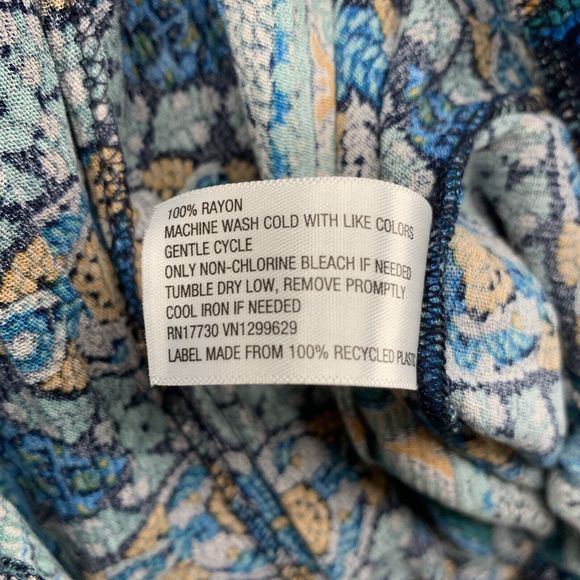 100% RAYON
MACHINE WASH COLD WITH LIKE COLORS
GENTLE CYCLE
ONLY NON-CHLORINE BLEACH IF NEEDED
TUMBLE DRY LOW, REMOVE PROMPTLY
COOL IRON IF NEEDED
RN17730 VN1299629
LABEL MADE FROM 100% RECYCLED PLASTIC